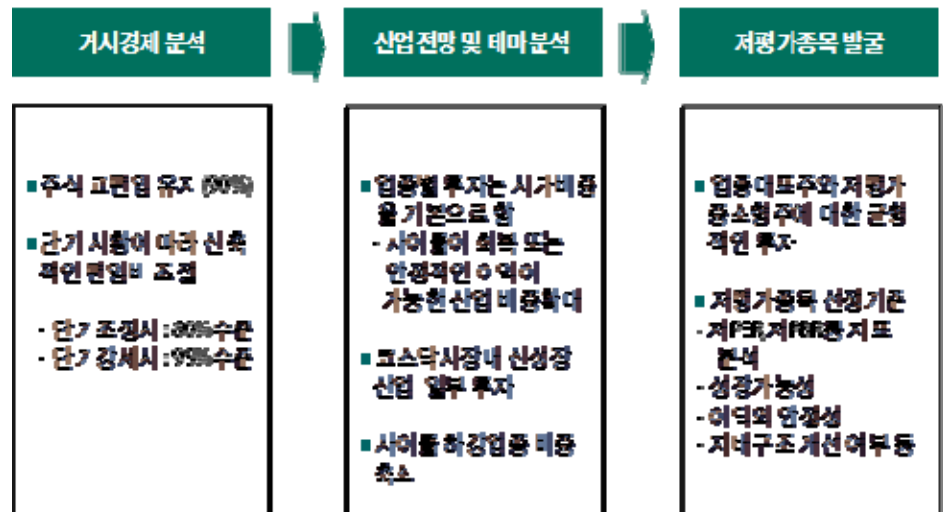 거시경제 분석
산업전망 및 테마분석
저평가종목 발굴
■주식 고편입 유지 (90%)
■단기 시황에 따라 신축
적인 편입비 조절
- 단기 조정시 : 80%수준
- 단기 강세시 : 99%수준
■업종별 투자는 시가비중
을 기본으로 함
- 사이클이 회복 또는
안정적인 이익이
가능한 산업 비중확대
■코스닥시장내 신성장
산업 일부 투자
■사이클 하강업종 비중
축소
■업종대표주와 저평가
중소형주에 대한 균형
적인 투자
■저평가종목 선정기준
-저PER,저PBR등 지표
분석
-성장가능성
-이익의 안정성
-지배구조 개선여부 등